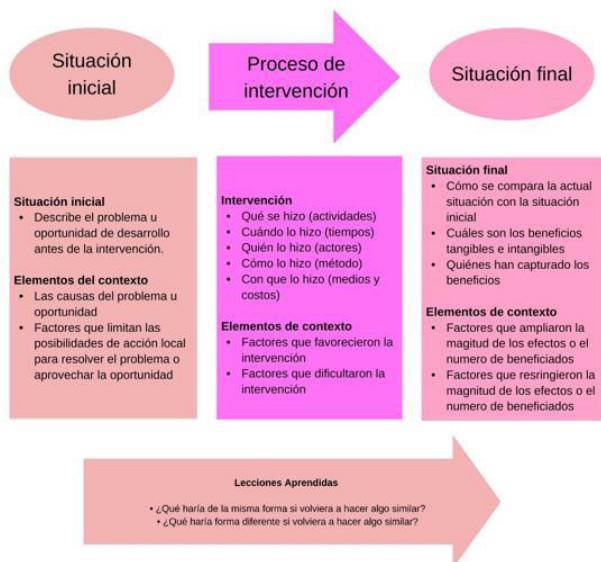 Situación
inicial
Proceso de
intervención
Situación final
Situación inicial
• Describe el problema u
oportunidad de desarrollo
antes de la intervención.
Elementos del contexto
• Las causas del problema u
oportunidad
• Factores que limitan las
posibilidades de acción local
para resolver el problema o
aprovechar la oportunidad
Intervención
• Qué se hizo (actividades)
• Cuándo lo hizo (tiempos)
• Quién lo hizo (actores)
• Cómo lo hizo (método)
• Con que lo hizo (medios y
costos)
Elementos de contexto
• Factores que favorecieron la
intervención
• Factores que dificultaron la
intervención
Situación final
• Cómo se compara la actual
situación con la situación
inicial
• Cuáles son los beneficios
tangibles e intangibles
• Quiénes han capturado los
beneficios
Elementos de contexto
• Factores que ampliaron la
magitud de los efectos o el
numero de beneficiados
• Factores que resringieron la
magnitud de los efectos o el
numero de beneficiados
Lecciones Aprendidas
• ¿Qué haría de la misma forma si volviera a hacer algo similar?
• ¿Qué haría forma diferente si volviera a hacer algo similar?